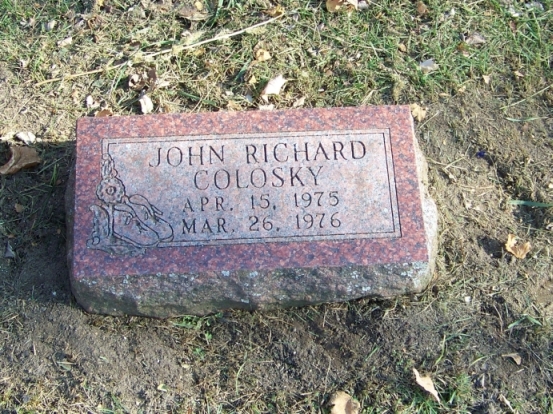 JOHN RICHARD
COLOSKY
APR. 15, 1975
MAR. 26, 1976